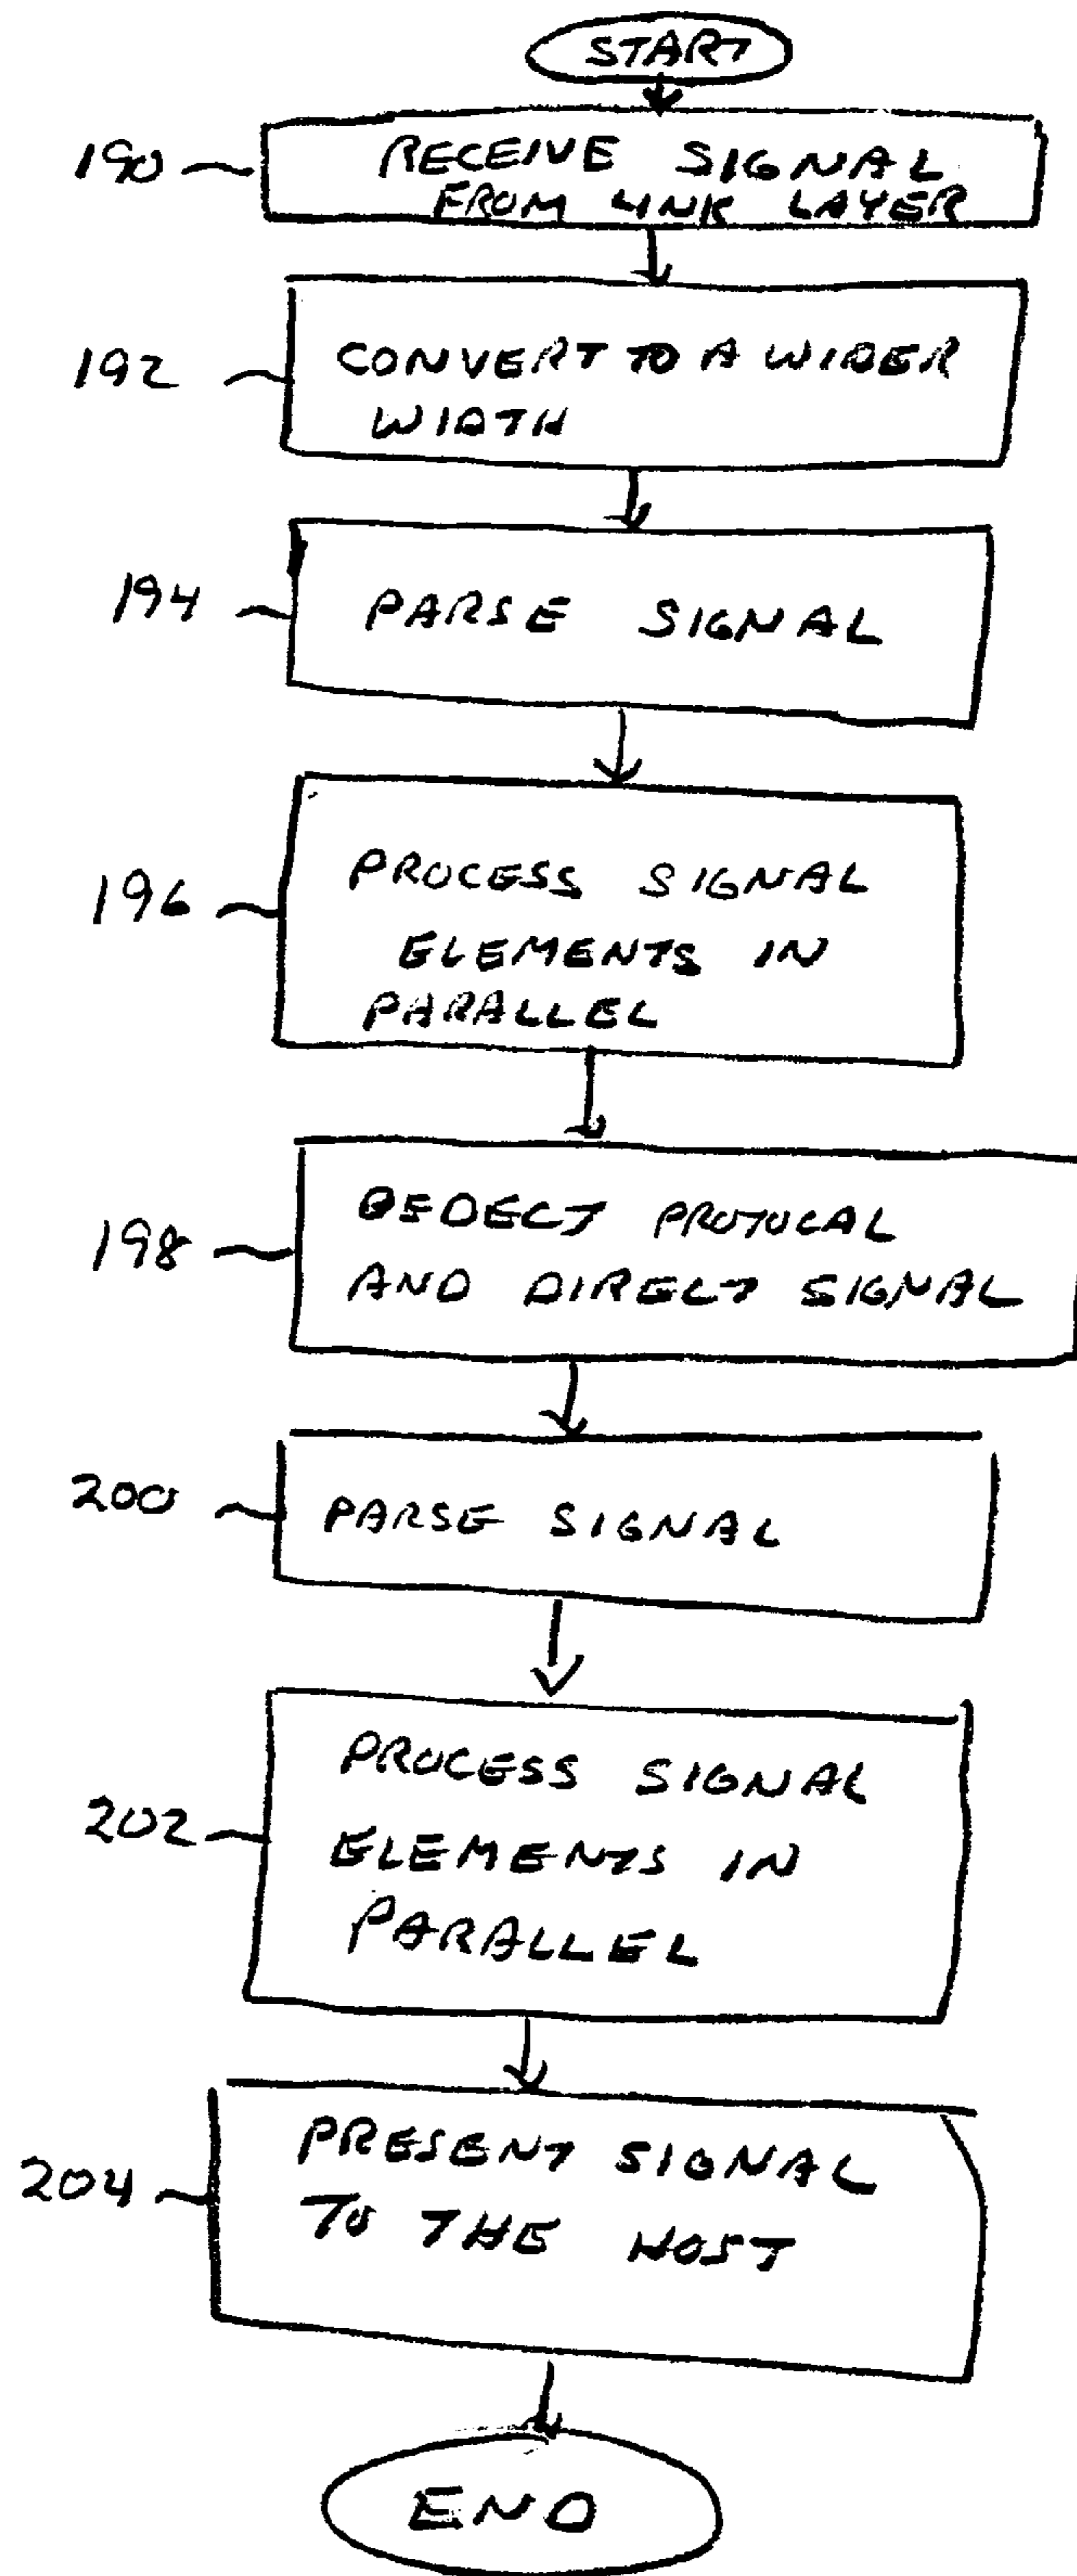 START
190
RECEIVE SIGNAL
FROM LINK LAYER
192
CONVERT TO A WIDER
WIDTH
194
PARSE SIGNAL
196
PROCESS SIGNAL
ELEMENTS IN
PARALLEL
198
DEDECT PROTOCAL
AND DIRECT SIGNAL
200
PARSE SIGNAL
202
PROCESS SIGNAL
ELEMENTS IN
PARALLEL
204
PRESENT SIGNAL
TO THE HOST
END